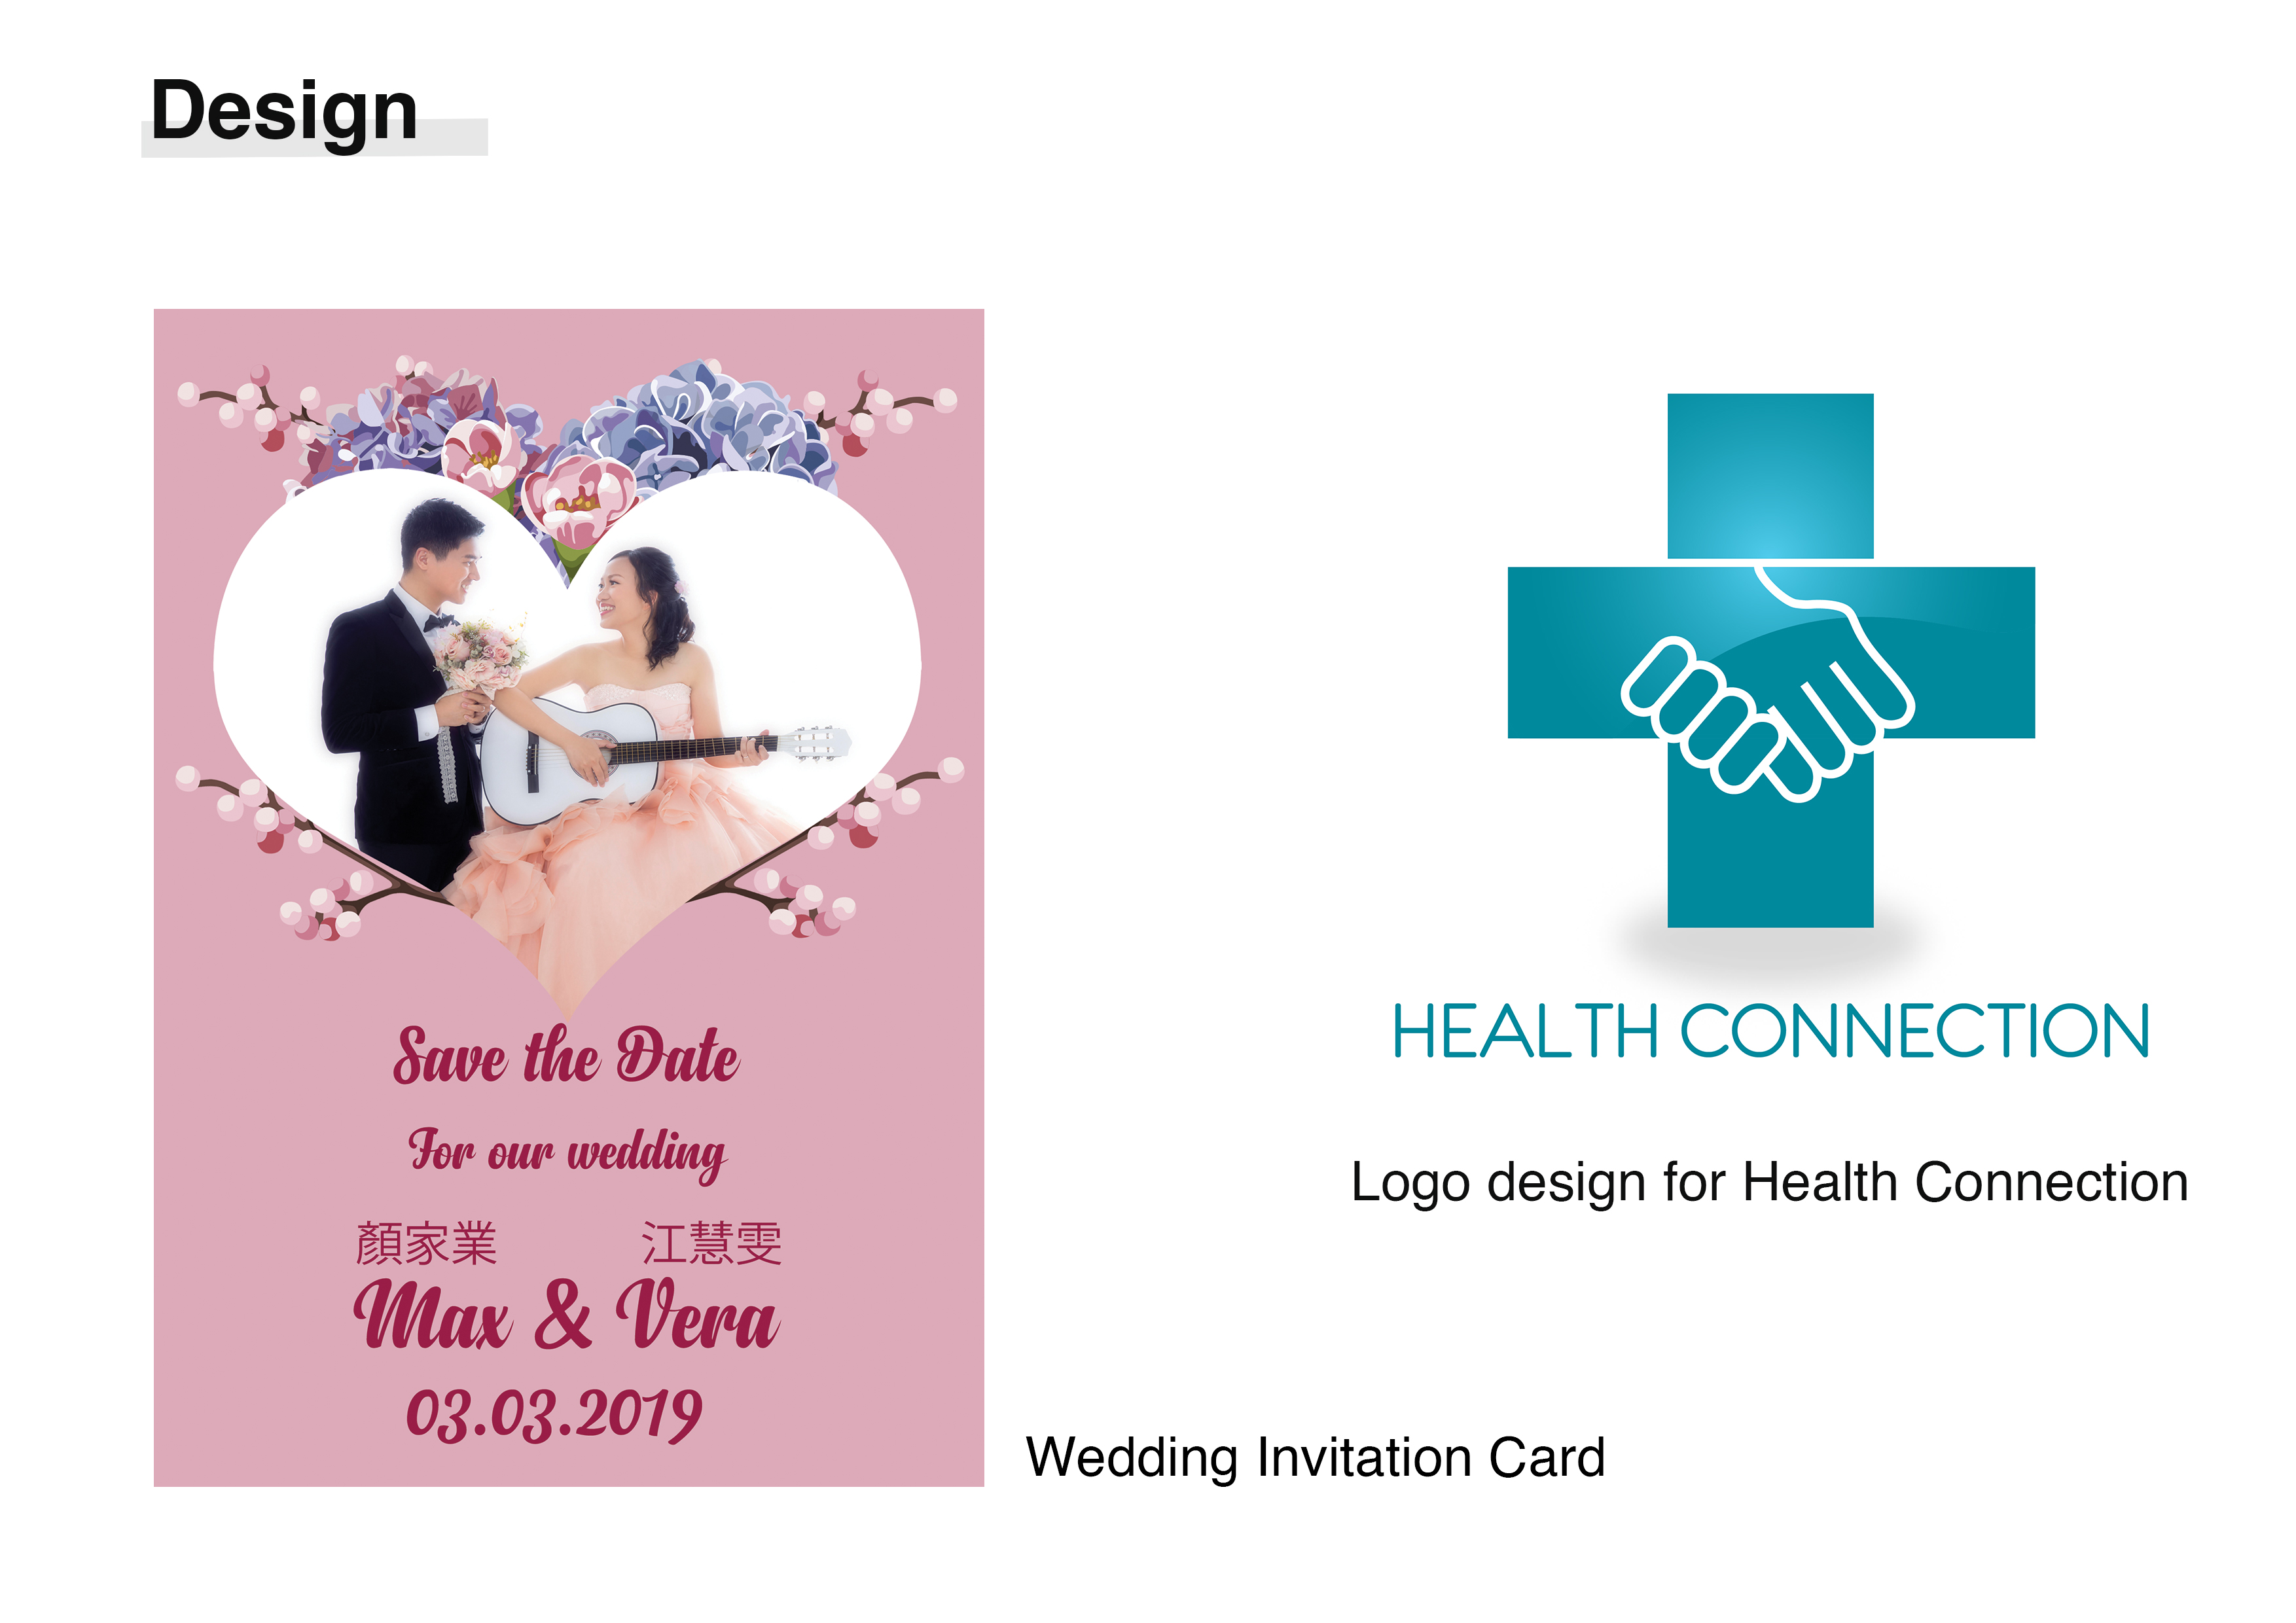 Design
Save the Date
For our wedding
顏家業 江慧雯
Max & Vera
03.03.2019
Wedding Invitation Card
HEALTH CONNECTION
Logo design for Health Connection